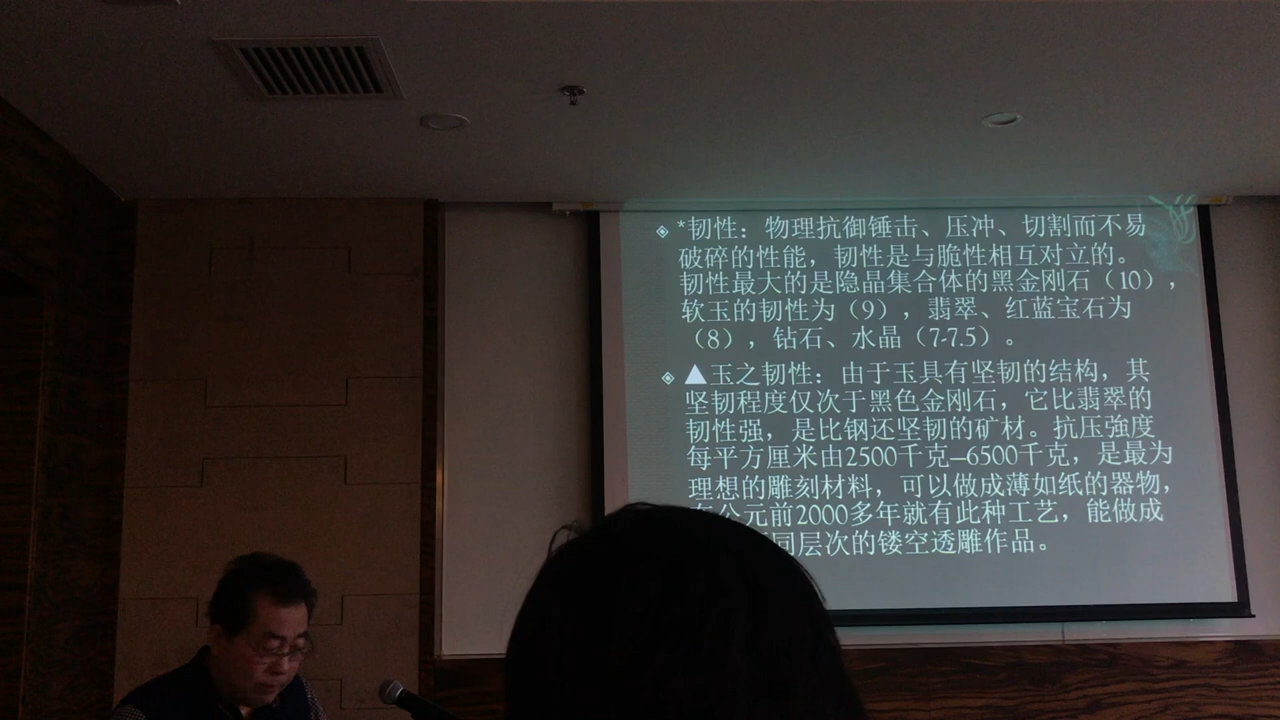 *韧性：物理抗御锤击、压冲、切割而不易
破碎的性能，韧性是与脆性相互对立的。
韧性最大的是隐晶集合体的黑金刚石（10），
软玉的韧性为（9），翡翠、红蓝宝石为
（8），钻石、水晶（7-7.5）。
▲玉之韧性：由于玉具有坚韧的结构，其
坚韧程度仅次于黑色金刚石，它比翡翠的
韧性强，是比钢还坚韧的矿材。抗压強度
每平方厘米由2500千克—6500千克，是最为
理想的雕刻材料，可以做成薄如纸的器物，
公元前2000多年就有此种工艺，能做成
同层次的镂空透雕作品。